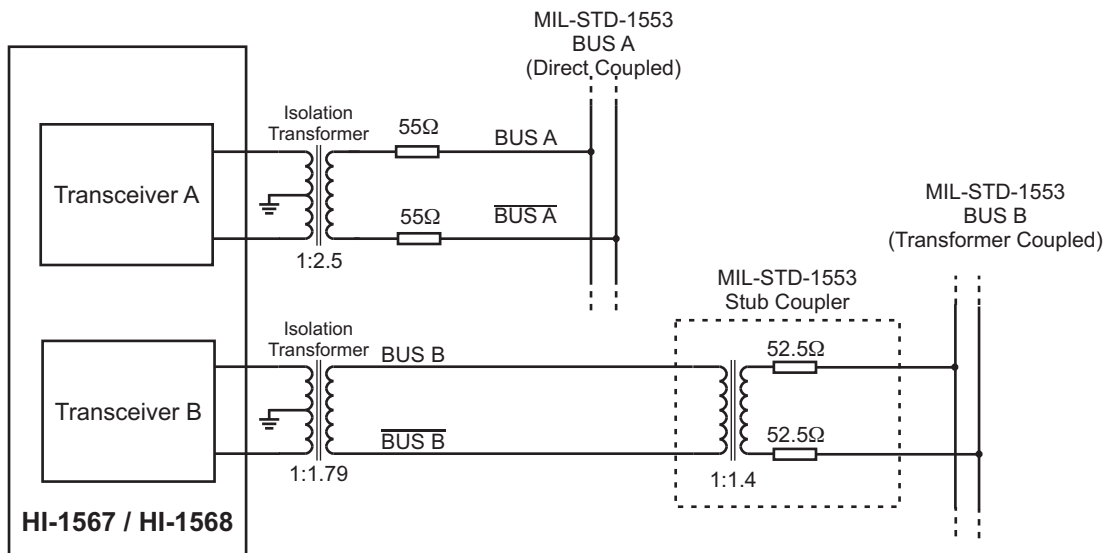 MIL-STD-1553
BUS A
(Direct Coupled)
Isolation
Transformer
55Ω
BUS A
Transceiver A
55Ω
BUS A
1:2.5
MIL-STD-1553
BUS B
(Transformer Coupled)
MIL-STD-1553
Stub Coupler
Isolation
Transformer
BUS B
52.5Ω
Transceiver B
BUS B
52.5Ω
1:1.79
1:1.4
HI-1567 / HI-1568